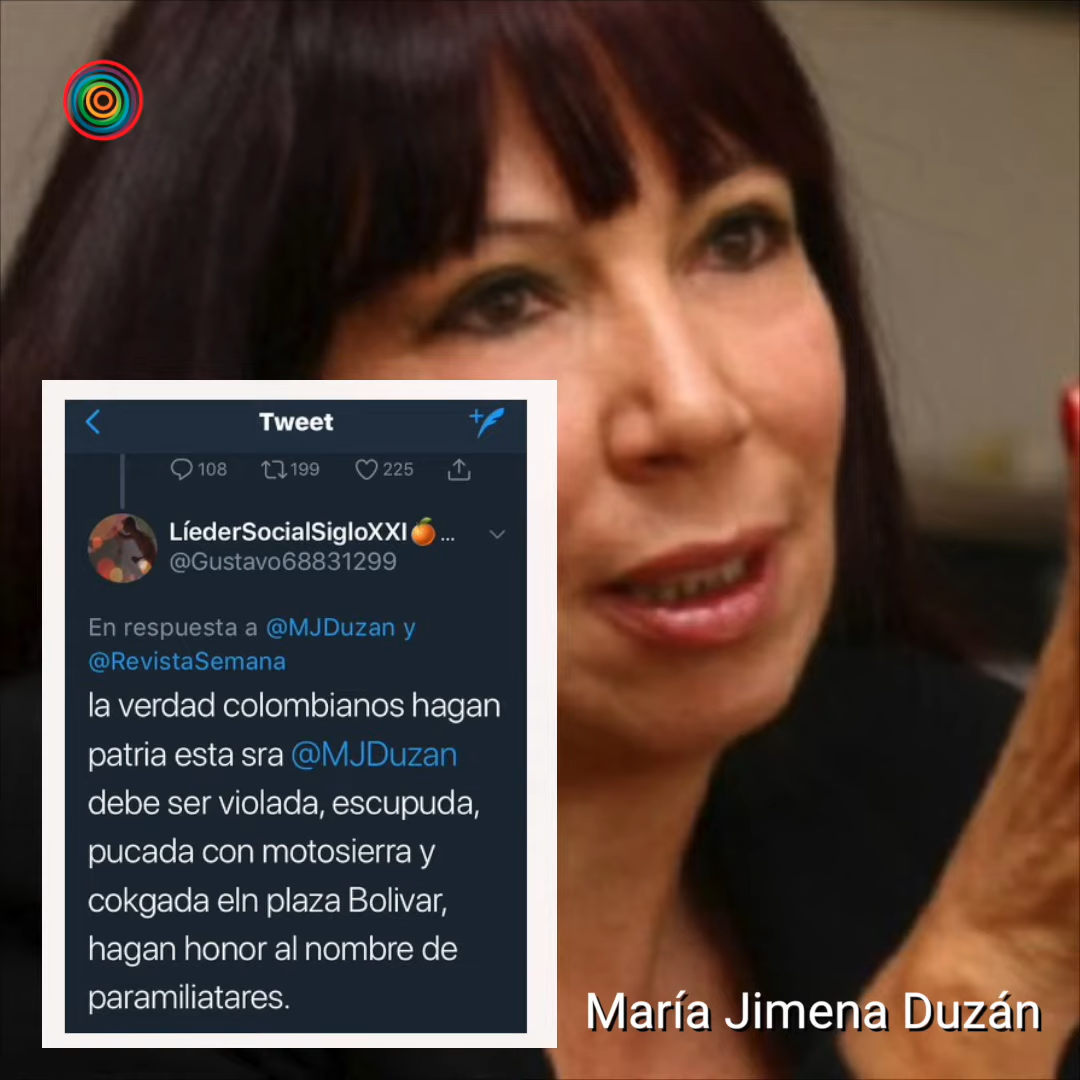 Tweet
108 199 225
LíederSocialSigloXXI🍊...
@Gustavo68831299
En respuesta a @MJDuzan y
@RevistaSemana
la verdad colombianos hagan
patria esta sra @MJDuzan
debe ser violada, escupuda,
pucada con motosierra y
cokgada eln plaza Bolivar,
hagan honor al nombre de
paramiliatares.
María Jimena Duzán